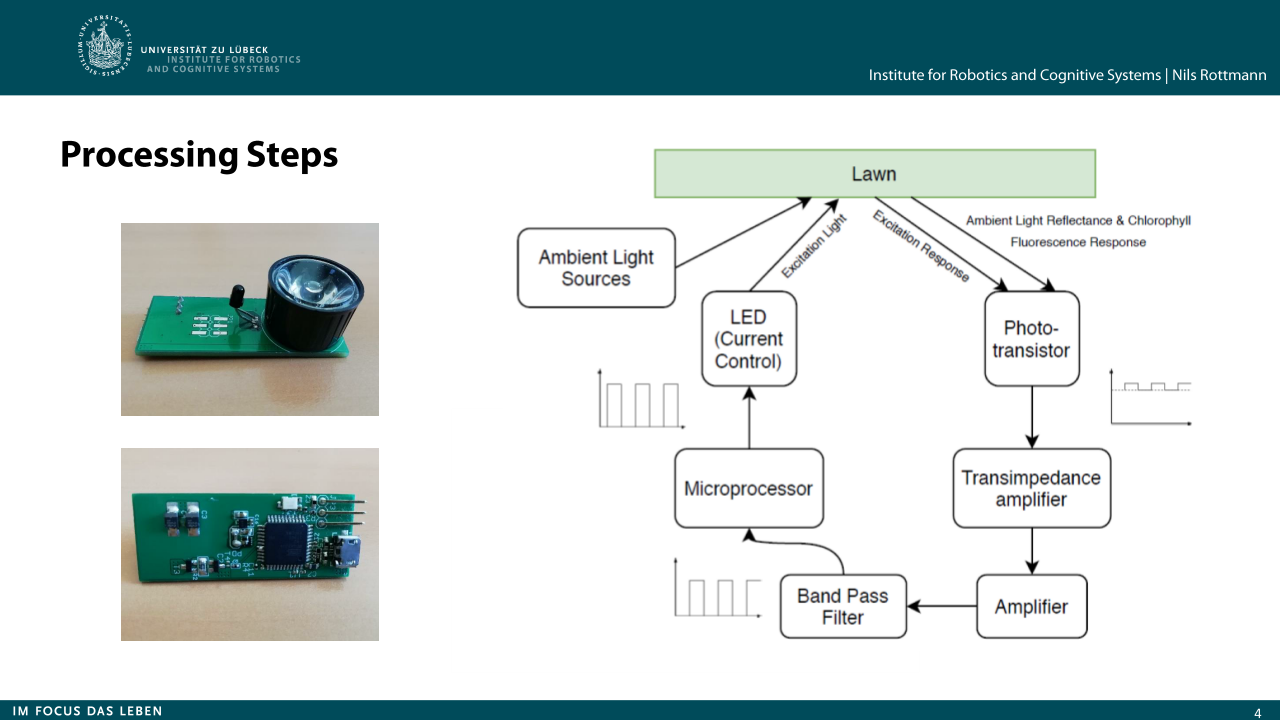 UNIVERSITÄT ZU LÜBECK
INSTITUTE FOR ROBOTICS
AND COGNITIVE SYSTEMS
Institute for Robotics and Cognitive Systems | Nils Rottmann
Processing Steps
Lawn
Ambient Light
Sources
Excitation Light
Excitation Response
Ambient Light Reflectance & Chlorophyll
Fluorescence Response
LED
(Current
Control)
Photo-
transistor
Microprocessor
Transimpedance
amplifier
Band Pass
Filter
Amplifier
IM FOCUS DAS LEBEN
4